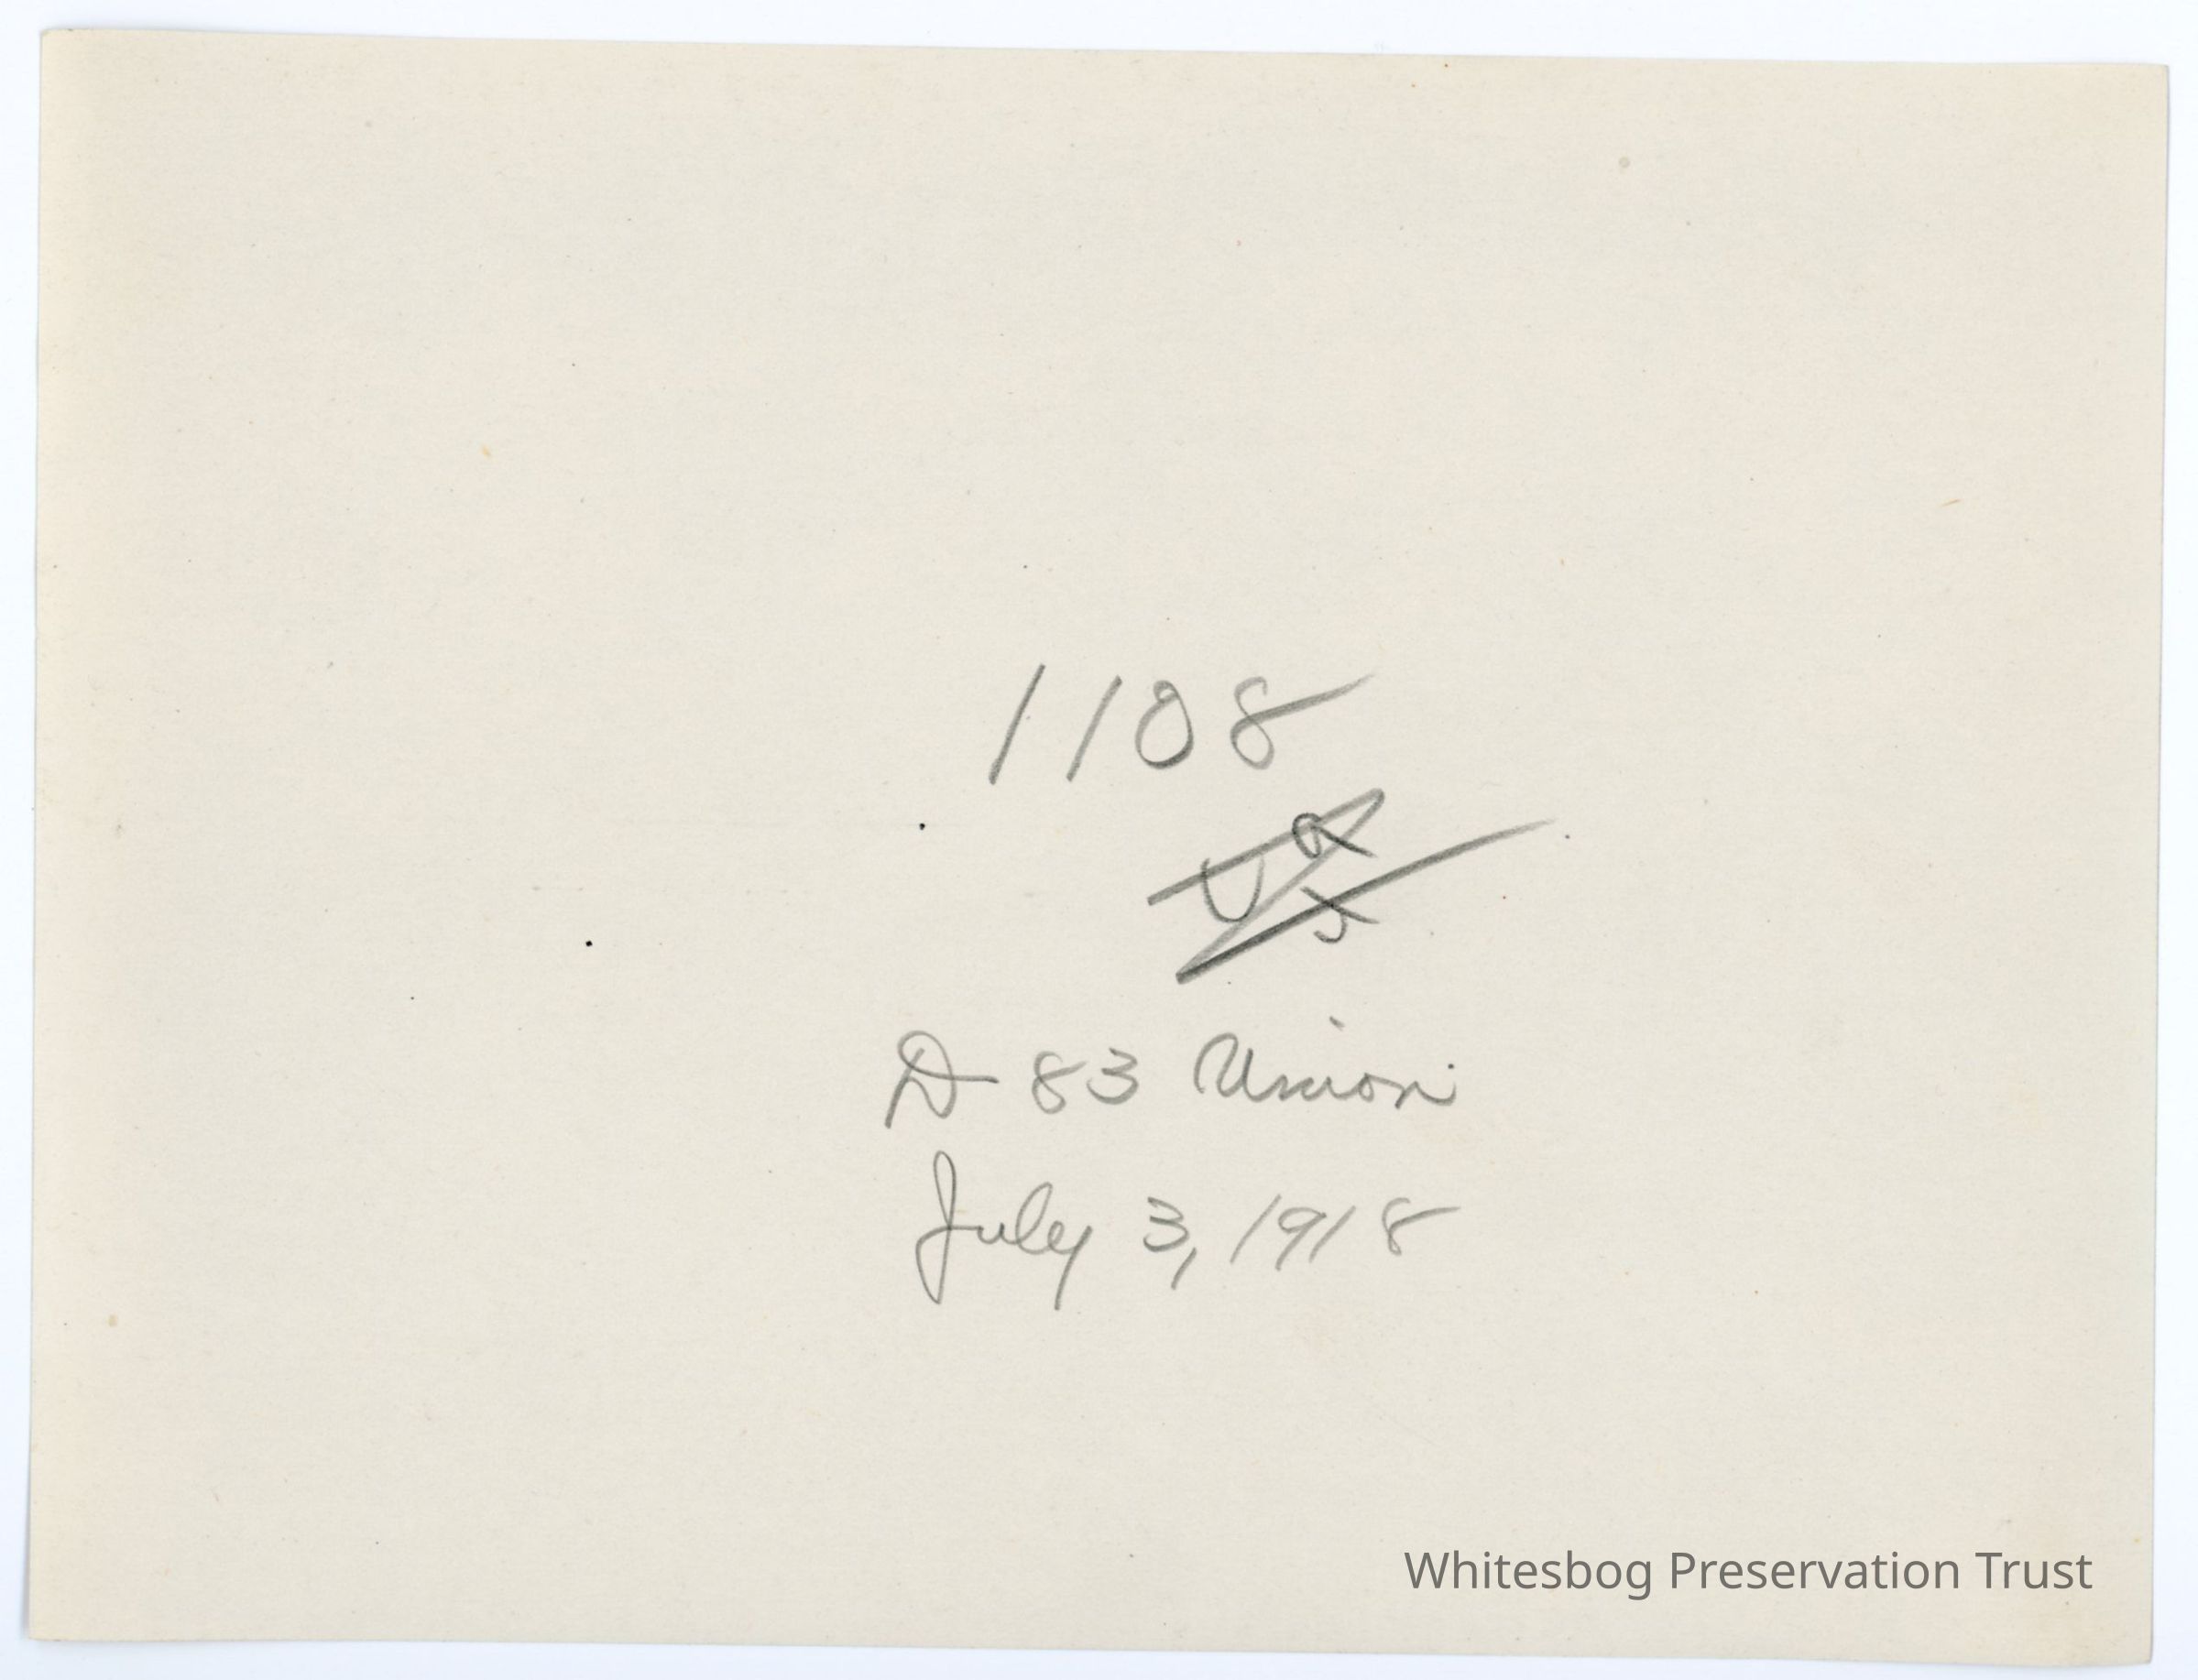 1108
D 83 Union
July 3, 1918
Whitesbog Preservation Trust